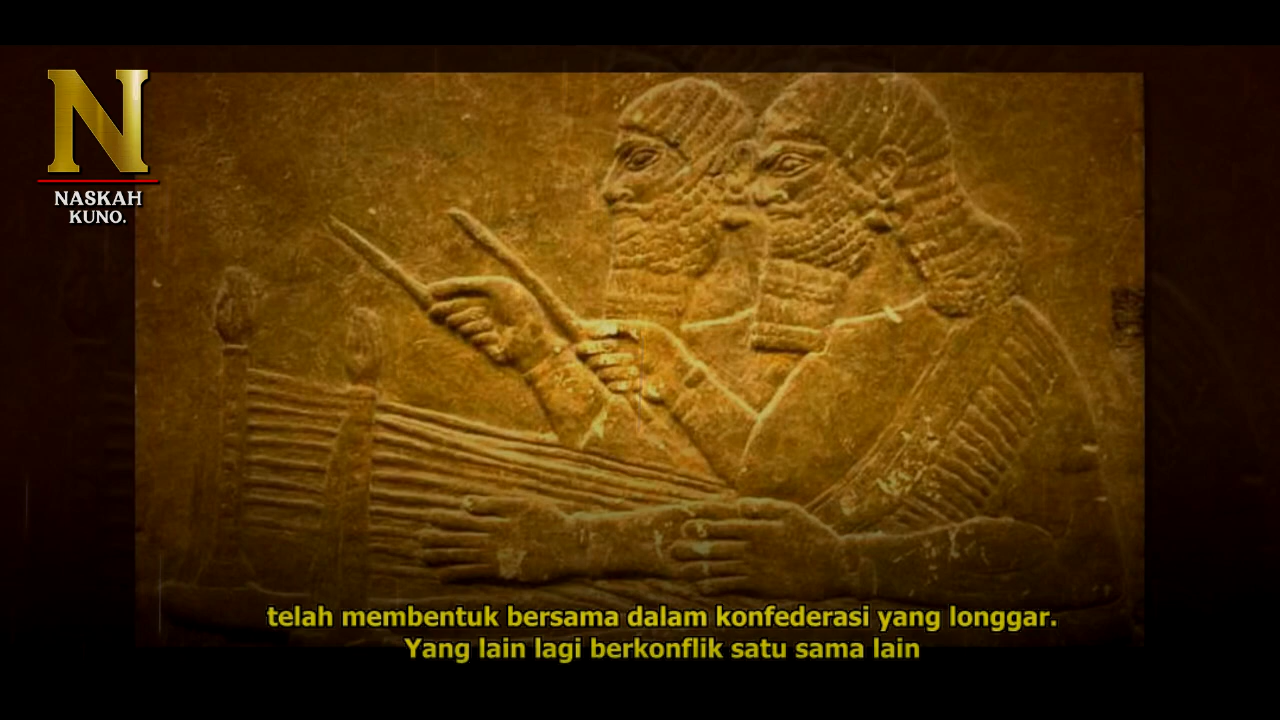 N
NASKAH
KUNO.
telah membentuk bersama dalam konfederasi yang longgar.
Yang lain lagi berkonflik satu sama lain